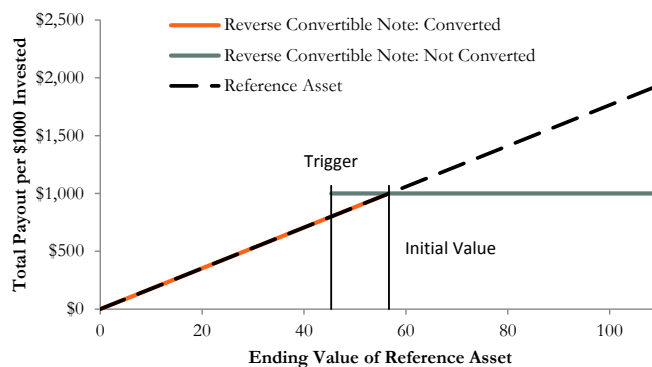 Total Payout per $1000 Invested
$2,500
$2,000
$1,500
$1,000
$500
$0
Reverse Convertible Note: Converted
Reverse Convertible Note: Not Converted
Reference Asset
Trigger
Initial Value
0 20 40 60 80 100
Ending Value of Reference Asset